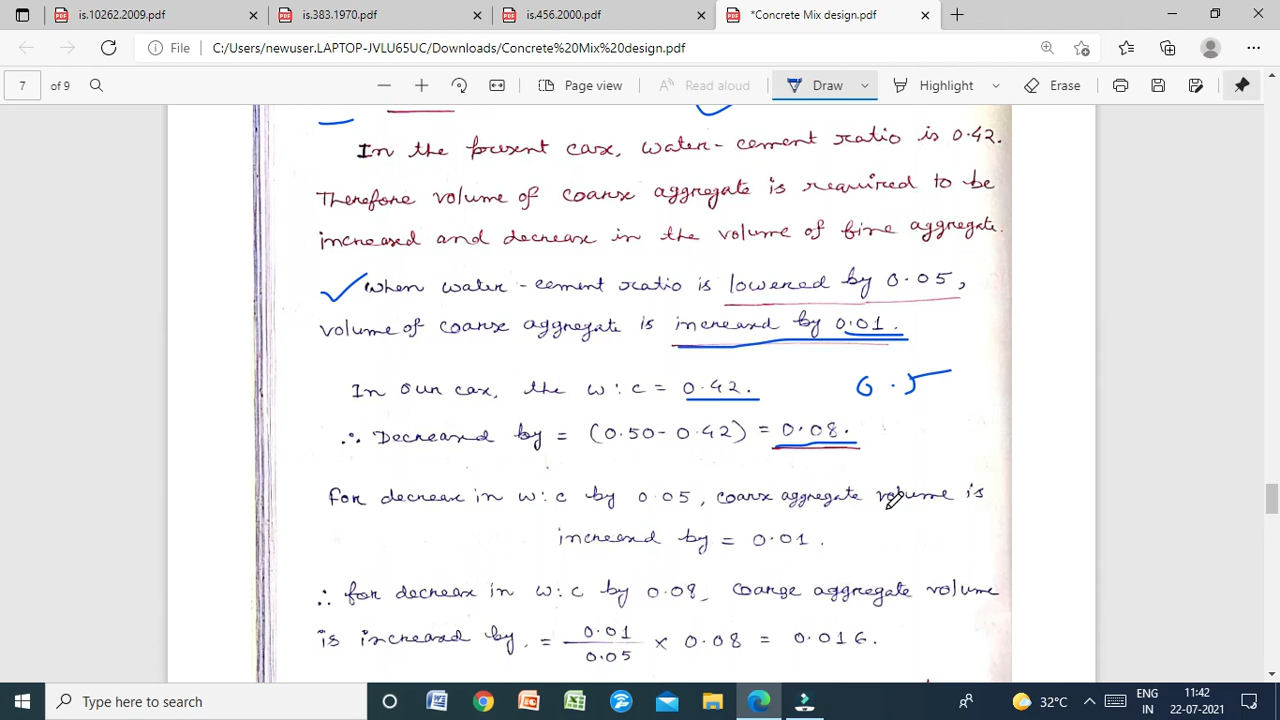 is.10262.2009.pdf
is.383.1970.pdf
is.456.2000.pdf
*Concrete Mix design.pdf
File
C:/Users/newuser.LAPTOP-JVLU65UC/Downloads/Concrete%20Mix%20design.pdf
7 of 9
Page view
Read aloud
Draw
Highlight
Erase
In the present case, water-cement ratio is 0.42.
Therefore volume of coarse aggregate is required to be
increased and decrease in the volume of fine aggregate.
When water-cement ratio is lowered by 0.05,
volume of coarse aggregate is increased by 0.01.
In our case, the w:c = 0.42. 0.5
∴ Decreased by = (0.50-0.42) = 0.08.
for decrease in w:c by 0.05, coarse aggregate volume is
increased by = 0.01.
∴ for decrease in w:c by 0.08, coarse aggregate volume
is increased by, = 0.01/0.05 × 0.08 = 0.016.
Type here to search
32°C
ENG
IN
11:42
22-07-2021